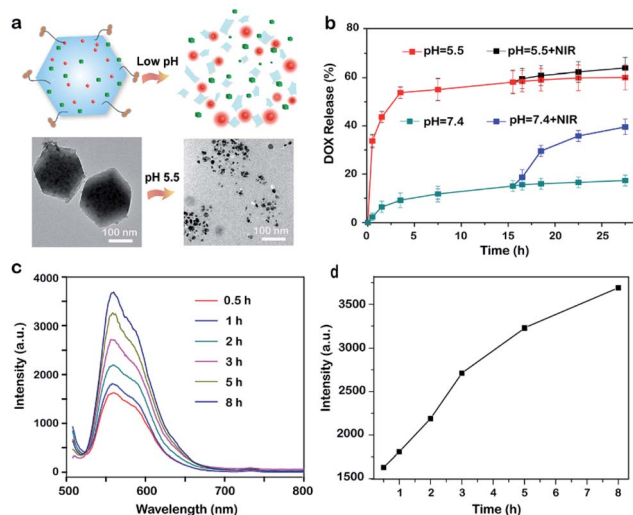 a
Low pH
pH 5.5
100 nm
100 nm
b
DOX Release (%)
80
60
40
20
0
pH=5.5
pH=5.5+NIR
pH=7.4
pH=7.4+NIR
0 5 10 15 20 25
Time (h)
c
Intensity (a.u.)
4000
3000
2000
1000
0
0.5 h
1 h
2 h
3 h
5 h
8 h
500 600 700 800
Wavelength (nm)
d
Intensity (a.u.)
3500
3000
2500
2000
1500
1 2 3 4 5 6 7 8
Time (h)